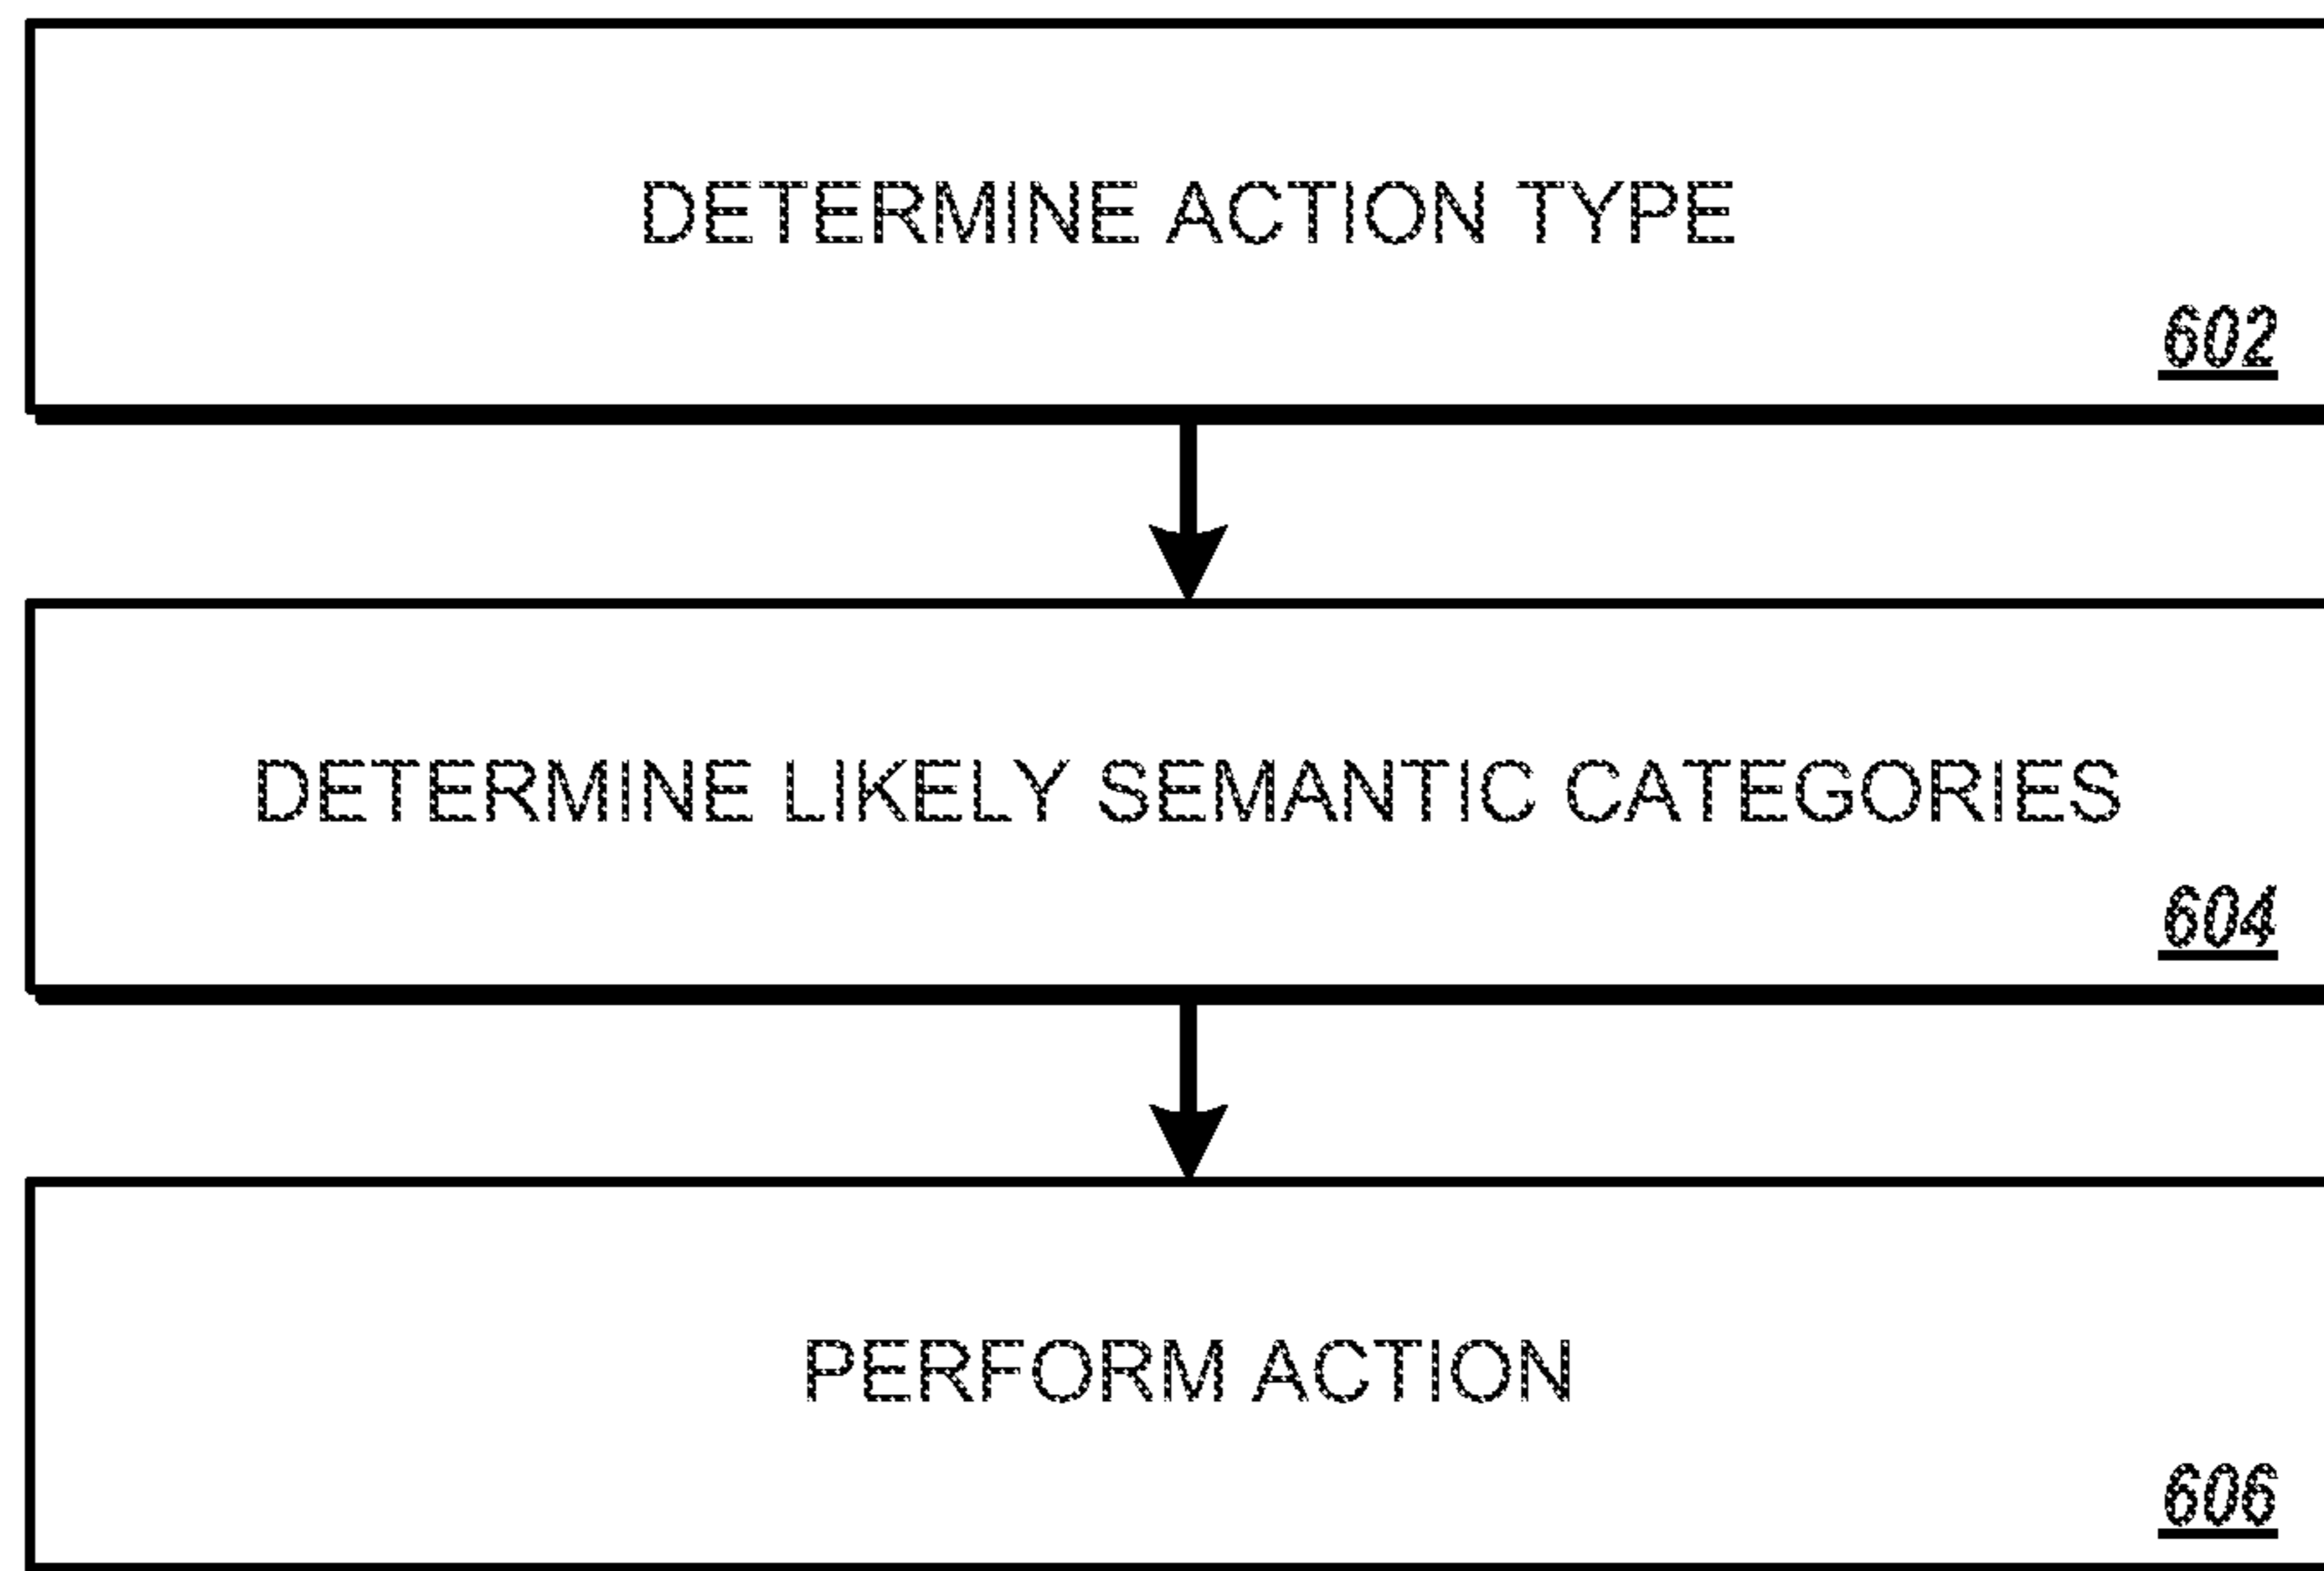 DETERMINE ACTION TYPE
602
DETERMINE LIKELY SEMANTIC CATEGORIES
604
PERFORM ACTION
606